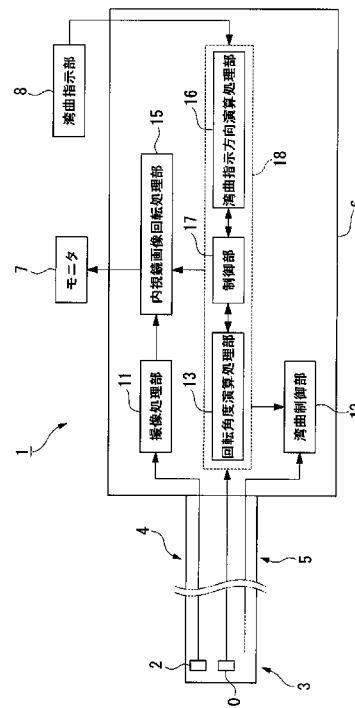 1
7
モニタ
8
湾曲指示部
11
撮像処理部
15
内視鏡画像回転処理部
4
2
13
回転角度演算処理部
17
制御部
16
湾曲指示方向演算処理部
18
湾曲制御部
0
3
5